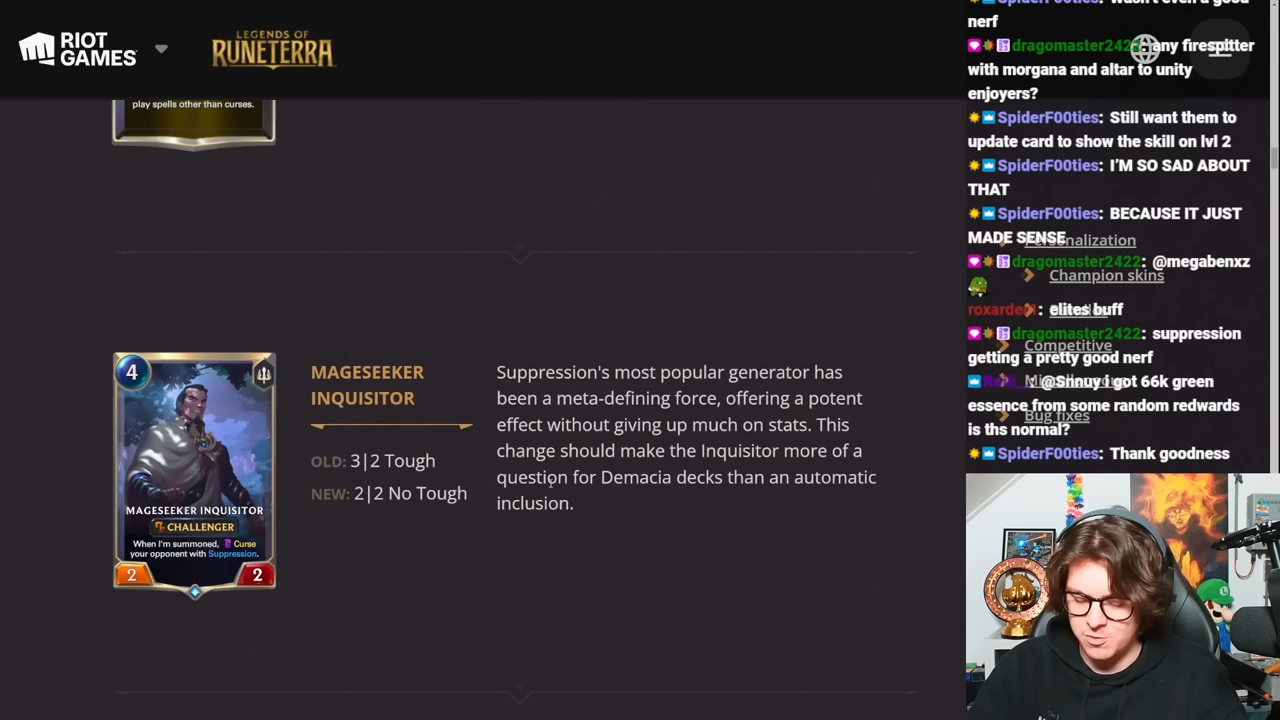 RIOT
GAMES
LEGENDS OF
RUNETERRA
play spells other than curses.
4
MAGESEEKER INQUISITOR
CHALLENGER
When I'm summoned, Curse
your opponent with Suppression.
2
2
MAGESEEKER
INQUISITOR
OLD: 3|2 Tough
NEW: 2|2 No Tough
Suppression's most popular generator has
been a meta-defining force, offering a potent
effect without giving up much on stats. This
change should make the Inquisitor more of a
question for Demacia decks than an automatic
inclusion.
Personalization
Champion skins
Competitive
Bug fixes
SpiderF00ties: wasn't even a good
nerf
dragomaster2422: any firespitter
with morgana and altar to unity
enjoyers?
SpiderF00ties: Still want them to
update card to show the skill on lvl 2
SpiderF00ties: I'M SO SAD ABOUT
THAT
SpiderF00ties: BECAUSE IT JUST
MADE SENSE
dragomaster2422: @megabenxz
: elites buff
dragomaster2422: suppression
getting a pretty good nerf
i got 66k green
essence from some random redwards
is ths normal?
SpiderF00ties: Thank goodness